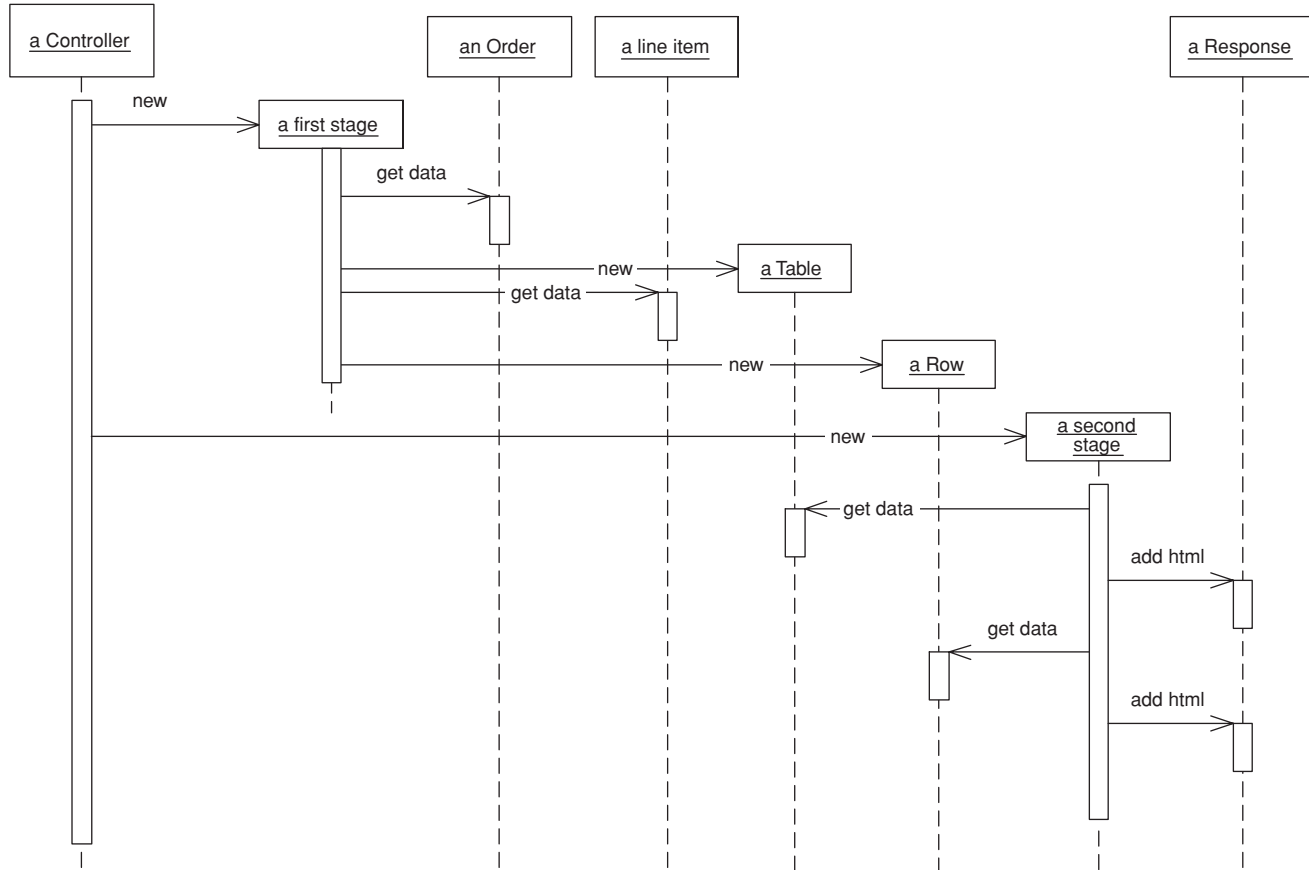 a Controller
an Order
a line item
a Response
new
a first stage
get data
new
a Table
get data
new
a Row
new
a second
stage
get data
add html
get data
add html